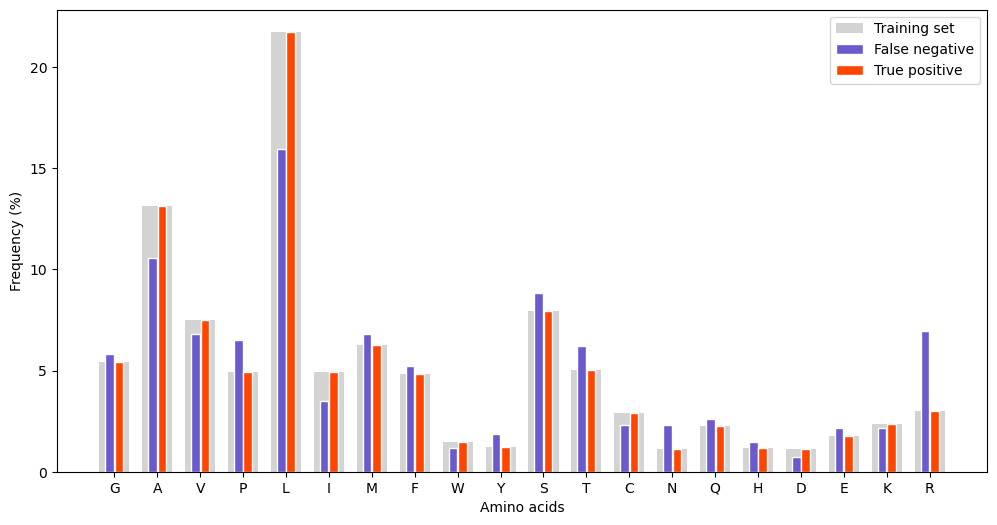 Training set
False negative
True positive
Frequency (%)
20
15
10
5
0
G A V P L I M F W Y S T C N Q H D E K R
Amino acids